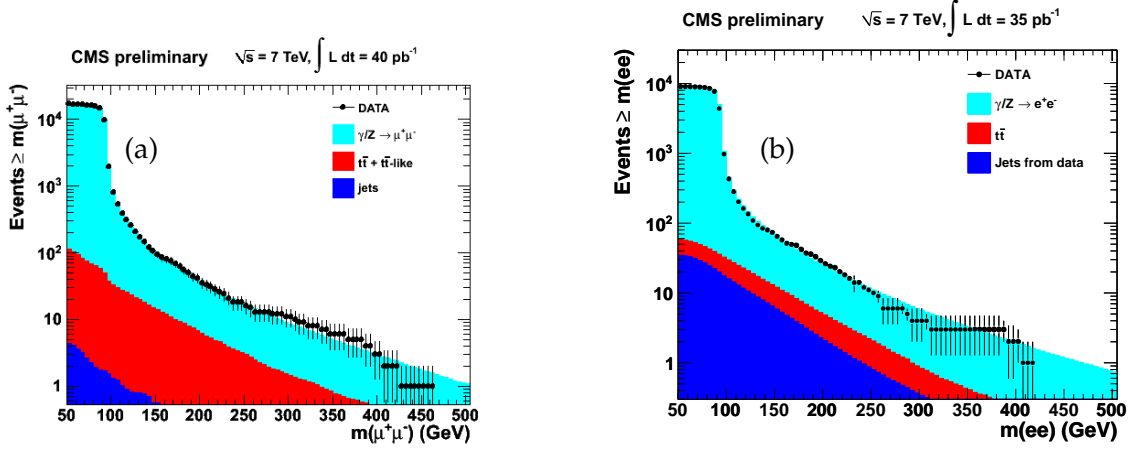 CMS preliminary √s = 7 TeV, ∫ L dt = 40 pb⁻¹
Events ≥ m(μ⁺μ⁻)
10⁴
10³
10²
10
1
(a)
DATA
γ/Z → μ⁺μ⁻
tt̄ + tt̄-like
jets
50 100 150 200 250 300 350 400 450 500
m(μ⁺μ⁻) (GeV)
CMS preliminary √s = 7 TeV, ∫ L dt = 35 pb⁻¹
Events ≥ m(ee)
10⁴
10³
10²
10
1
(b)
DATA
γ/Z → e⁺e⁻
tt̄
Jets from data
50 100 150 200 250 300 350 400 450 500
m(ee) (GeV)